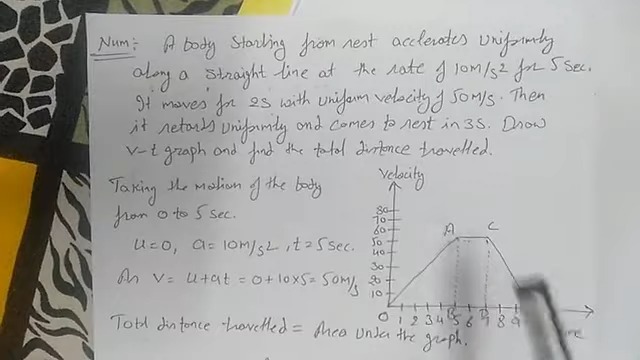 Num:- A body starting from rest accelerates uniformly
along a straight line at the rate of 10M/s2 for 5 Sec.
It moves for 2S with uniform velocity of 50M/s. Then
it retards uniformly and comes to rest in 3S. Draw
v-t graph and find the total distance travelled.
Taking the motion of the body
from 0 to 5 sec.
u=0, a=10M/s2, t=5sec.
As v= u+at = 0+10x5=50M/s
Total distance travelled = Area under the graph.
Velocity
80
70
60
50
40
30
20
10
A C
0 1 2 3 4 5 6 7 8 9